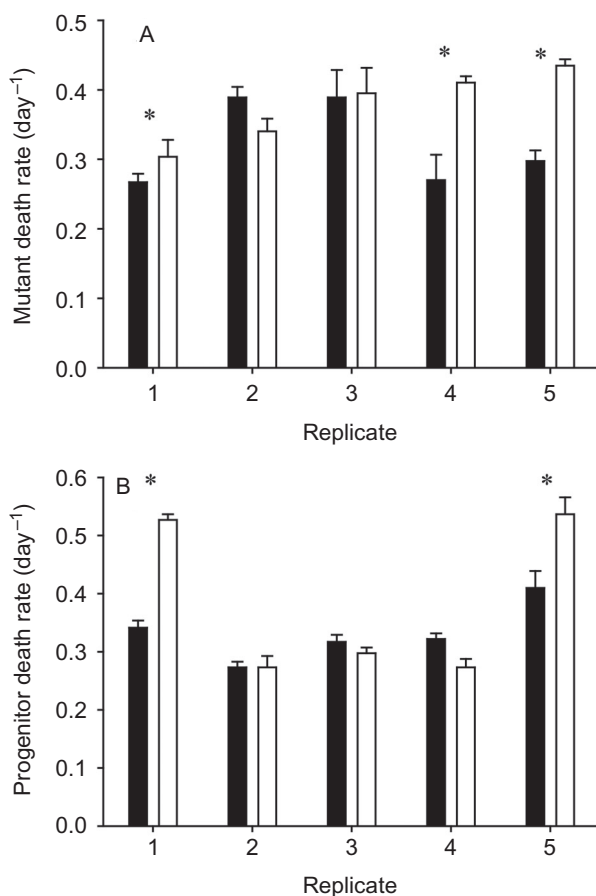 A
Mutant death rate (day⁻¹)
0.5
0.4
0.3
0.2
0.1
0.0
*
*
*
1 2 3 4 5
Replicate
B
Progenitor death rate (day⁻¹)
0.6
0.5
0.4
0.3
0.2
0.1
0.0
*
*
1 2 3 4 5
Replicate